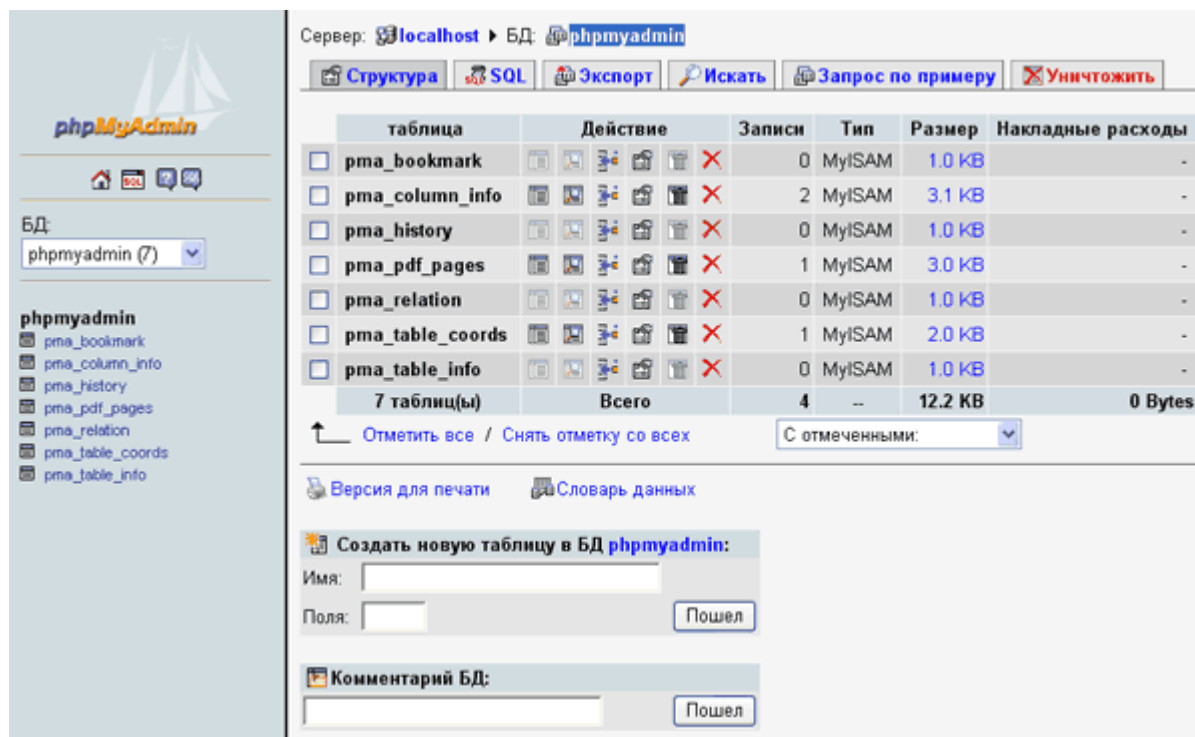 phpMyAdmin
БД:
phpmyadmin (7)
phpmyadmin
pma_bookmark
pma_column_info
pma_history
pma_pdf_pages
pma_relation
pma_table_coords
pma_table_info
Сервер: localhost БД: phpmyadmin
Структура SQL Экспорт Искать Запрос по примеру Уничтожить
таблица Действие Записи Тип Размер Накладные расходы
pma_bookmark 0 MyISAM 1.0 KB -
pma_column_info 2 MyISAM 3.1 KB -
pma_history 0 MyISAM 1.0 KB -
pma_pdf_pages 1 MyISAM 3.0 KB -
pma_relation 0 MyISAM 1.0 KB -
pma_table_coords 1 MyISAM 2.0 KB -
pma_table_info 0 MyISAM 1.0 KB -
7 таблиц(ы) Всего 4 -- 12.2 KB 0 Bytes
Отметить все / Снять отметку со всех С отмеченными:
Версия для печати Словарь данных
Создать новую таблицу в БД phpmyadmin:
Имя:
Поля: Пошел
Комментарий БД:
Пошел